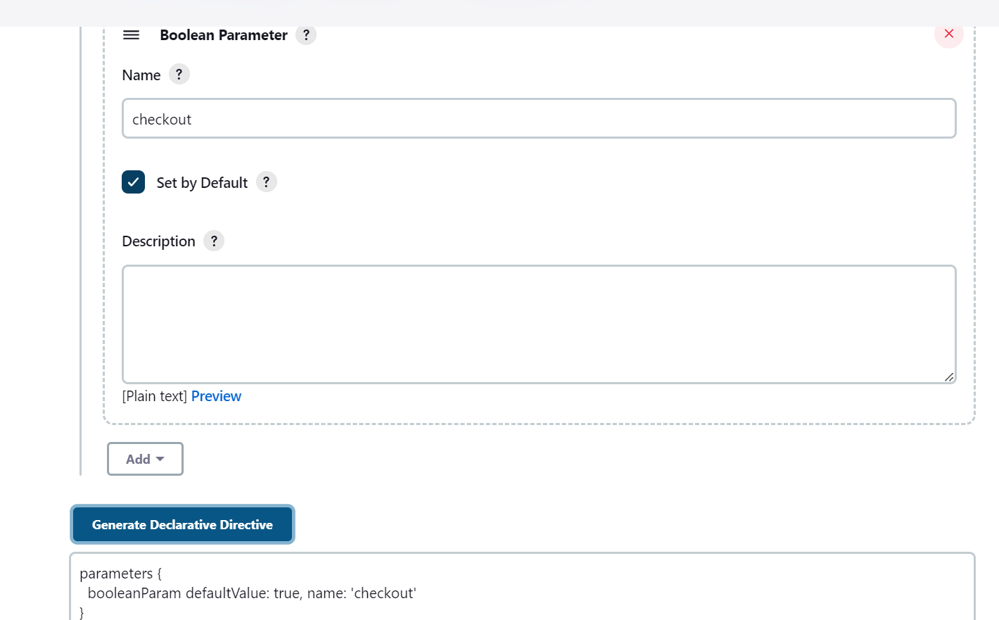 Boolean Parameter ?
Name ?
checkout
Set by Default ?
Description ?
[Plain text] Preview
Add
Generate Declarative Directive
parameters {
  booleanParam defaultValue: true, name: 'checkout'
}